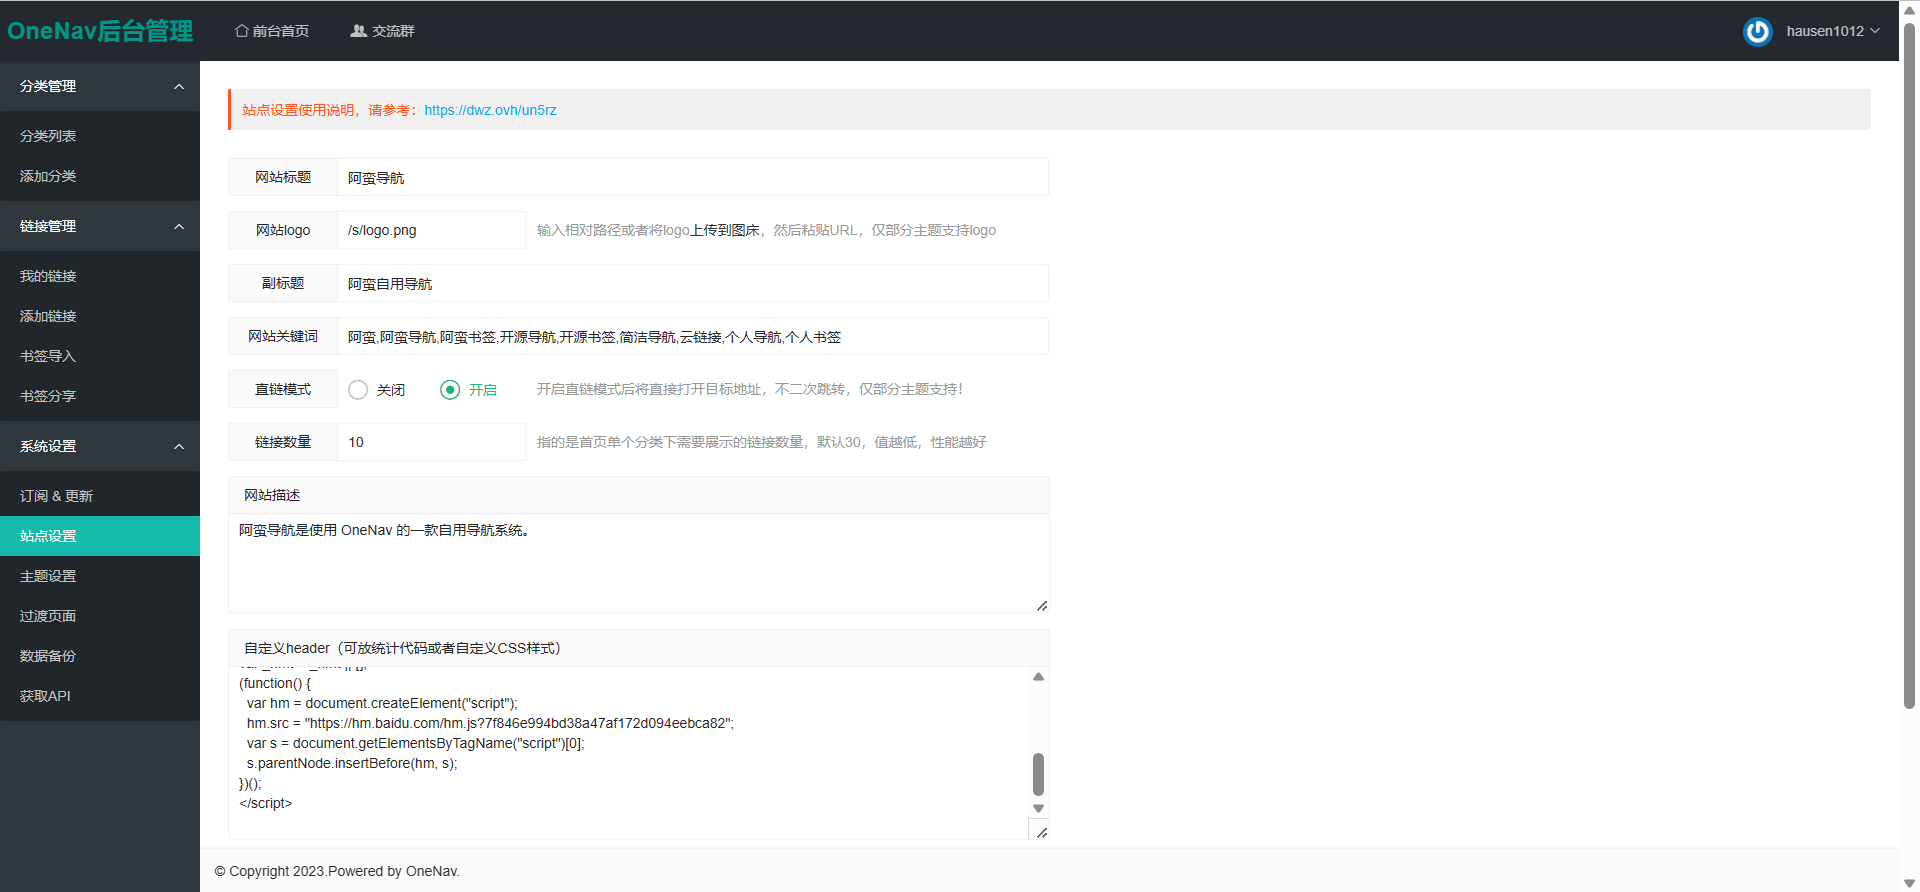 OneNav后台管理
前台首页
交流群
hausen1012
分类管理
分类列表
添加分类
链接管理
我的链接
添加链接
书签导入
书签分享
系统设置
订阅 & 更新
站点设置
主题设置
过渡页面
数据备份
获取API
站点设置使用说明，请参考：https://dwz.ovh/un5rz
网站标题
阿蛮导航
网站logo
/s/logo.png
输入相对路径或者将logo上传到图床，然后粘贴URL，仅部分主题支持logo
副标题
阿蛮自用导航
网站关键词
阿蛮,阿蛮导航,阿蛮书签,开源导航,开源书签,简洁导航,云链接,个人导航,个人书签
直链模式
关闭
开启
开启直链模式后将直接打开目标地址，不二次跳转，仅部分主题支持！
链接数量
10
指的是首页单个分类下需要展示的链接数量，默认30，值越低，性能越好
网站描述
阿蛮导航是使用 OneNav 的一款自用导航系统。
自定义header（可放统计代码或者自定义CSS样式）
(function() {
var hm = document.createElement("script");
hm.src = "https://hm.baidu.com/hm.js?7f846e994bd38a47af172d094eebca82";
var s = document.getElementsByTagName("script")[0];
s.parentNode.insertBefore(hm, s);
})();
</script>
© Copyright 2023.Powered by OneNav.